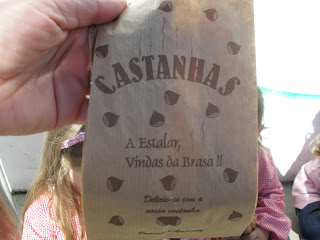 CASTANHAS
A Estalar,
Vindas da Brasa !!
Delicie-se com a
nossa castanha